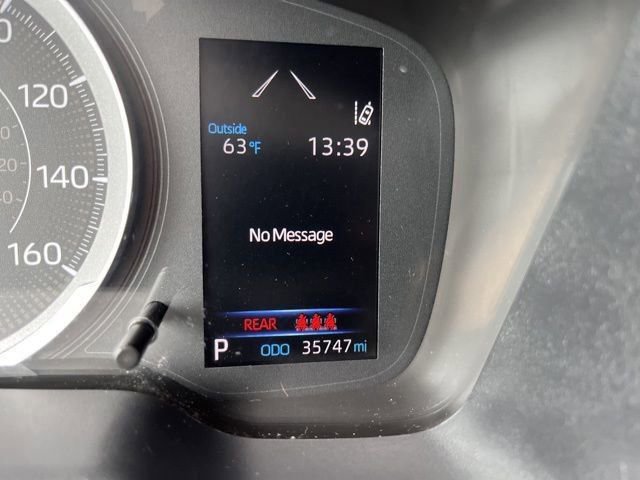 120
140
160
Outside
63°F 13:39
No Message
REAR
P ODO 35747 mi